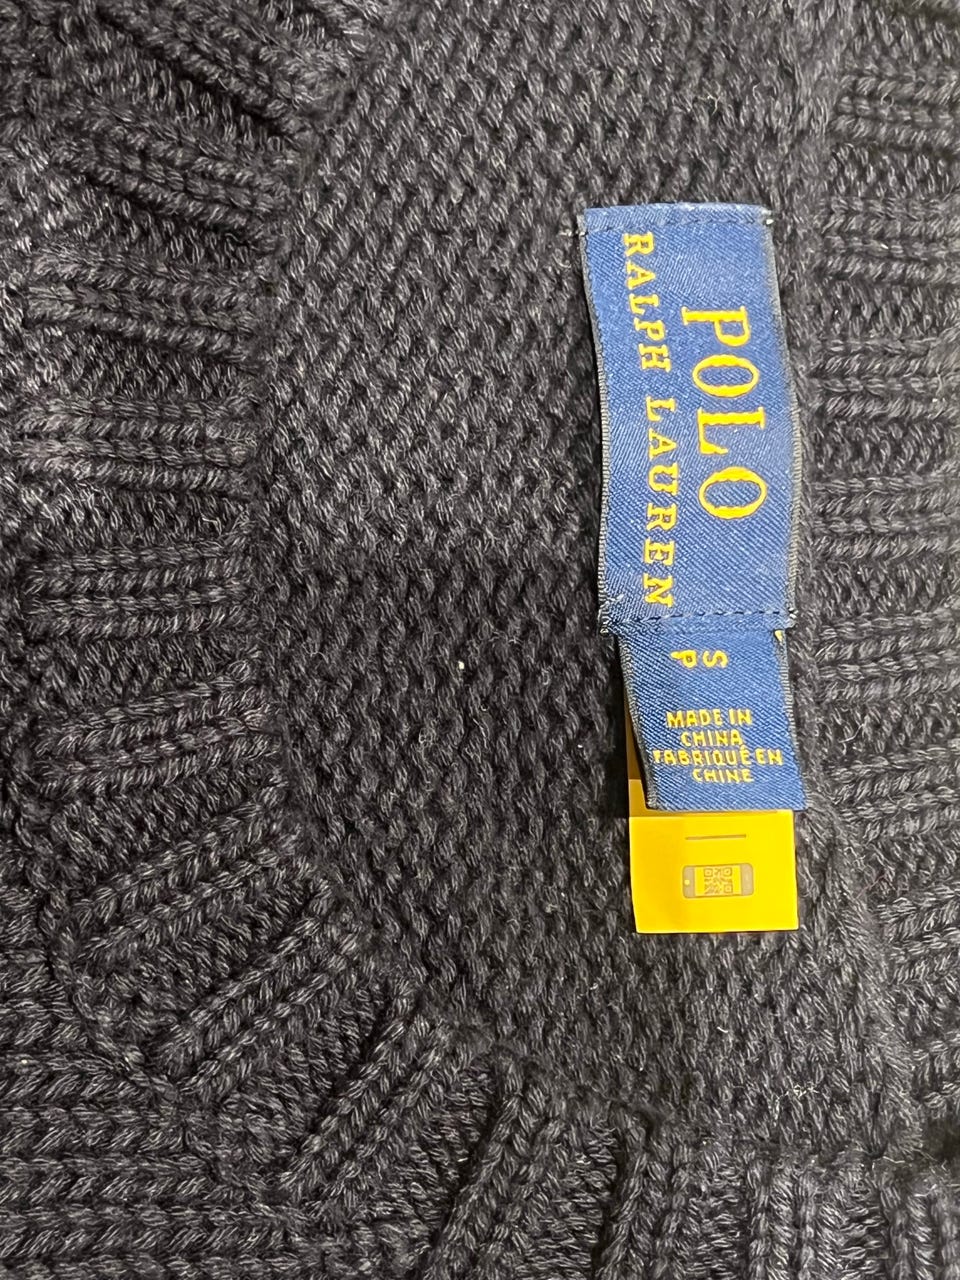 POLO
RALPH LAUREN
S
P
MADE IN
CHINA
FABRIQUÉ EN
CHINE